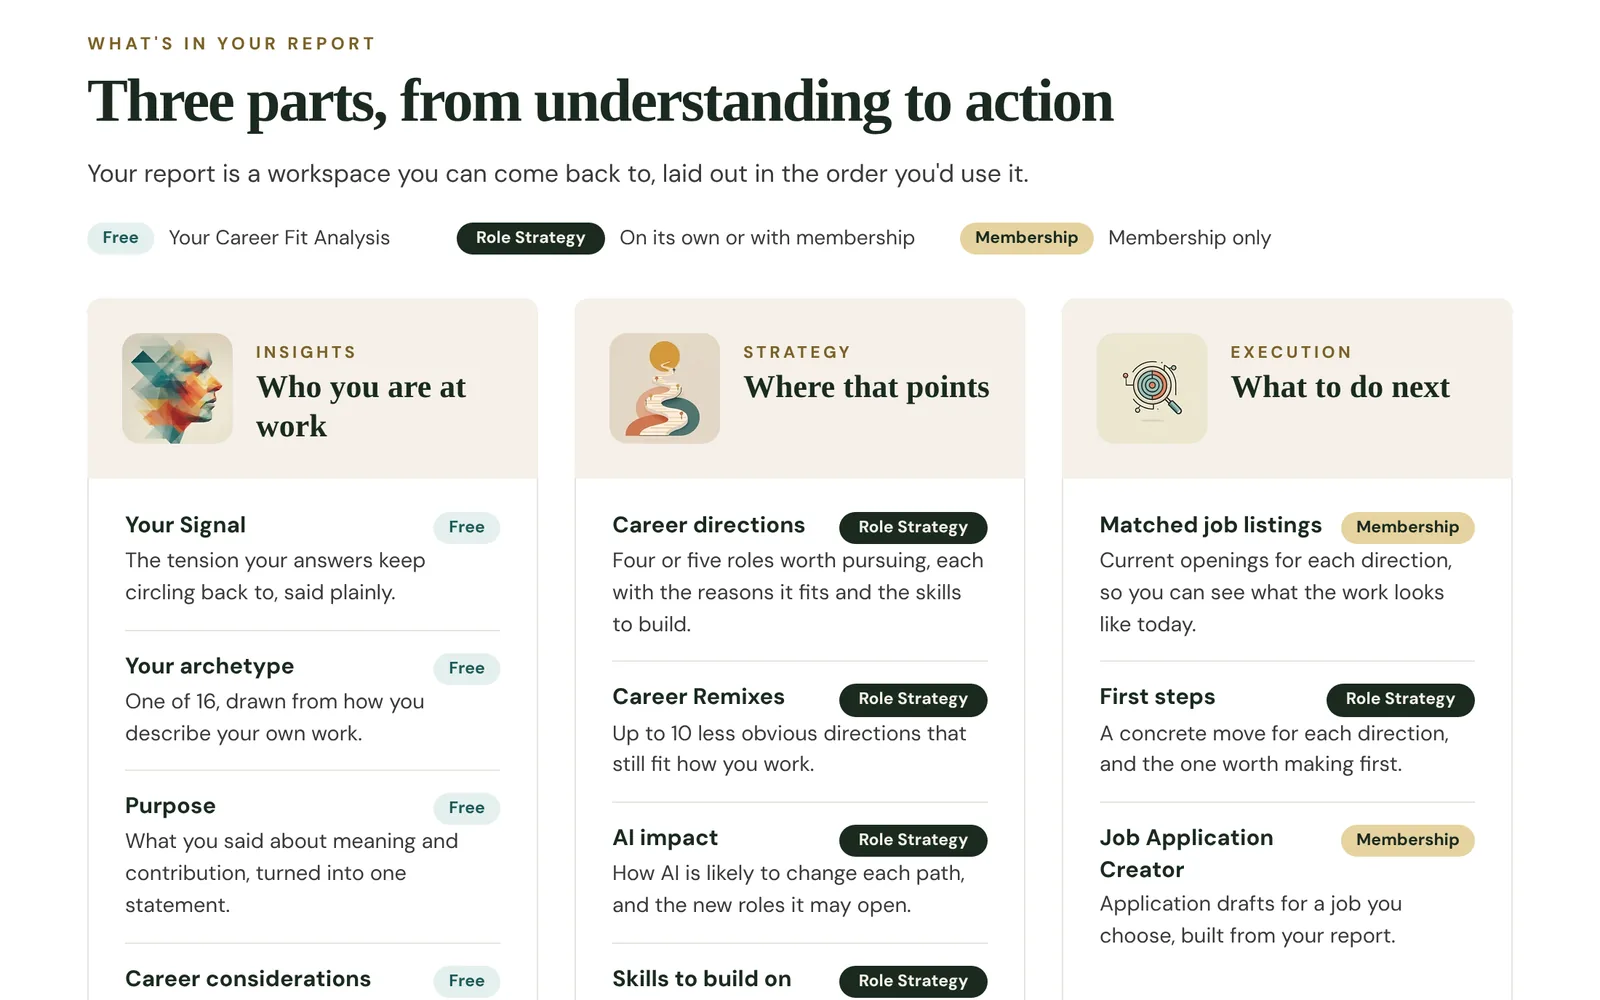 WHAT'S IN YOUR REPORT
Three parts, from understanding to action
Your report is a workspace you can come back to, laid out in the order you'd use it.
Free Your Career Fit Analysis
Role Strategy On its own or with membership
Membership Membership only
INSIGHTS
Who you are at
work
Your Signal Free
The tension your answers keep
circling back to, said plainly.
Your archetype Free
One of 16, drawn from how you
describe your own work.
Purpose Free
What you said about meaning and
contribution, turned into one
statement.
Career considerations Free
STRATEGY
Where that points
Career directions Role Strategy
Four or five roles worth pursuing, each
with the reasons it fits and the skills
to build.
Career Remixes Role Strategy
Up to 10 less obvious directions that
still fit how you work.
AI impact Role Strategy
How AI is likely to change each path,
and the new roles it may open.
Skills to build on Role Strategy
EXECUTION
What to do next
Matched job listings Membership
Current openings for each direction,
so you can see what the work looks
like today.
First steps Role Strategy
A concrete move for each direction,
and the one worth making first.
Job Application Membership
Creator
Application drafts for a job you
choose, built from your report.